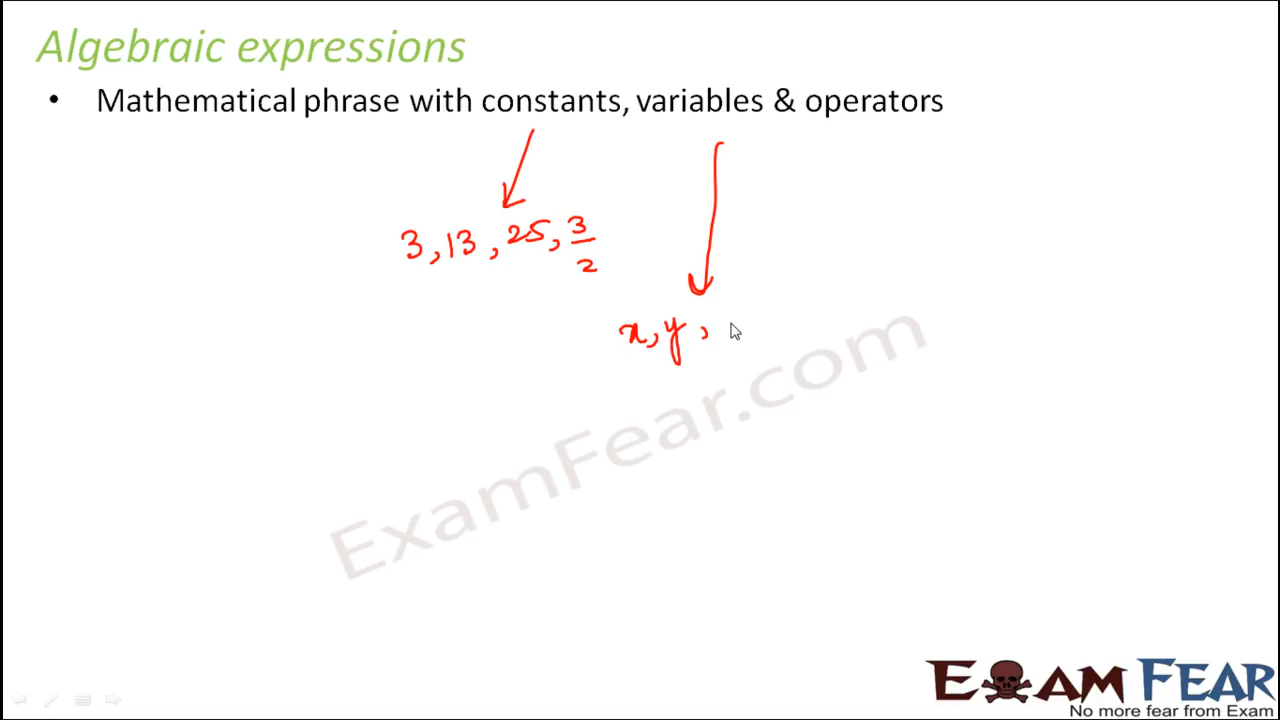 Algebraic expressions
• Mathematical phrase with constants, variables & operators
3, 13, 25, 3/2
x, y,
ExamFear.com
EXAM FEAR
No more fear from Exam